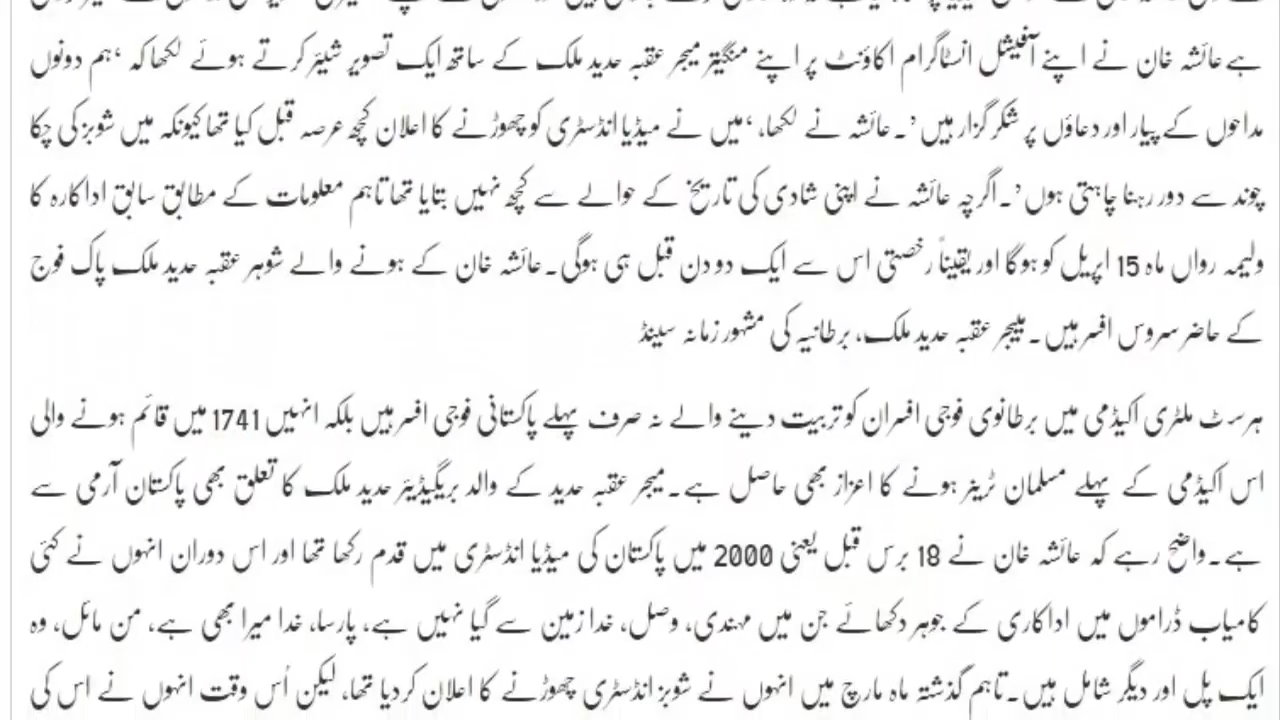 ہے عائشہ خان نے اپنے آفیشل انسٹاگرام اکاؤنٹ پر اپنے منگیتر میجر عقبہ حدید ملک کے ساتھ ایک تصویر شیئر کرتے ہوئے لکھا کہ ‘ہم دونوں
مداحوں کے پیار اور دعاؤں پر شکر گزار ہیں’۔عائشہ نے لکھا، ‘میں نے میڈیا انڈسٹری کو چھوڑنے کا اعلان کچھ عرصہ قبل کیا تھا کیونکہ میں شوبز کی چکا
چوند سے دور رہنا چاہتی ہوں’۔اگرچہ عائشہ نے اپنی شادی کی تاریخ کے حوالے سے کچھ نہیں بتایا تھا تاہم معلومات کے مطابق سابق اداکارہ کا
ولیمہ رواں ماہ 15 اپریل کو ہوگا اور یقیناً رخصتی اس سے ایک دو دن قبل ہی ہوگی۔عائشہ خان کے ہونے والے شوہر عقبہ حدید ملک پاک فوج
کے حاضر سروس افسر ہیں۔میجر عقبہ حدید ملک، برطانیہ کی مشہور زمانہ سینڈ
ہرسٹ ملٹری اکیڈمی میں برطانوی فوجی افسران کو تربیت دینے والے نہ صرف پہلے پاکستانی فوجی افسر ہیں بلکہ انہیں 1741 میں قائم ہونے والی
اس اکیڈمی کے پہلے مسلمان ٹرینر ہونے کا اعزاز بھی حاصل ہے۔میجر عقبہ حدید کے والد بریگیڈیئر حدید ملک کا تعلق بھی پاکستان آرمی سے
ہے۔واضح رہے کہ عائشہ خان نے 18 برس قبل یعنی 2000 میں پاکستان کی میڈیا انڈسٹری میں قدم رکھا تھا اور اس دوران انہوں نے کئی
کامیاب ڈراموں میں اداکاری کے جوہر دکھائے جن میں مہندی، وصل، خدا زمین سے گیا نہیں ہے، پارسا، خدا میرا بھی ہے، من مائل، وہ
ایک پل اور دیگر شامل ہیں۔تاہم گذشتہ ماہ مارچ میں انہوں نے شوبز انڈسٹری چھوڑنے کا اعلان کردیا تھا، لیکن اُس وقت انہوں نے اس کی